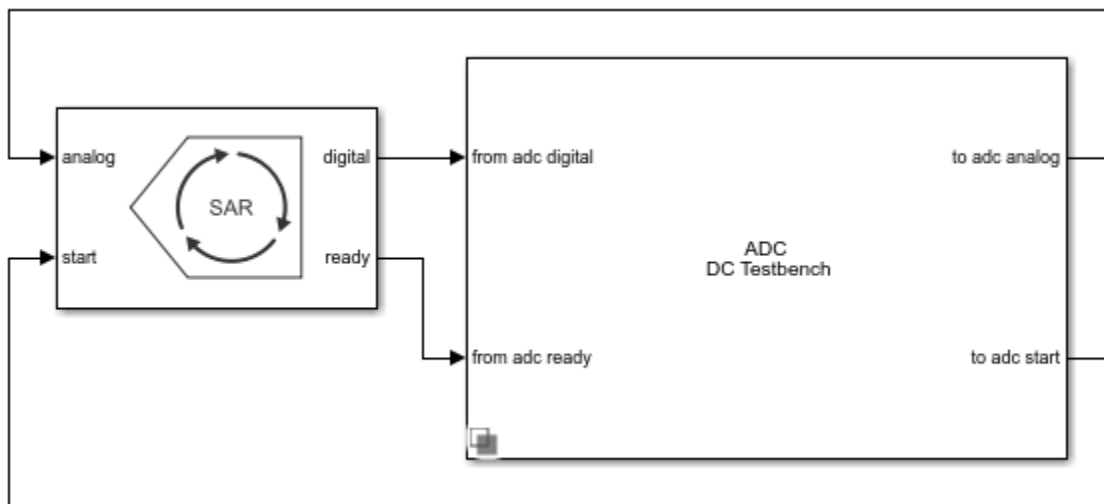 analog
start
SAR
digital
ready
from adc digital
from adc ready
ADC
DC Testbench
to adc analog
to adc start